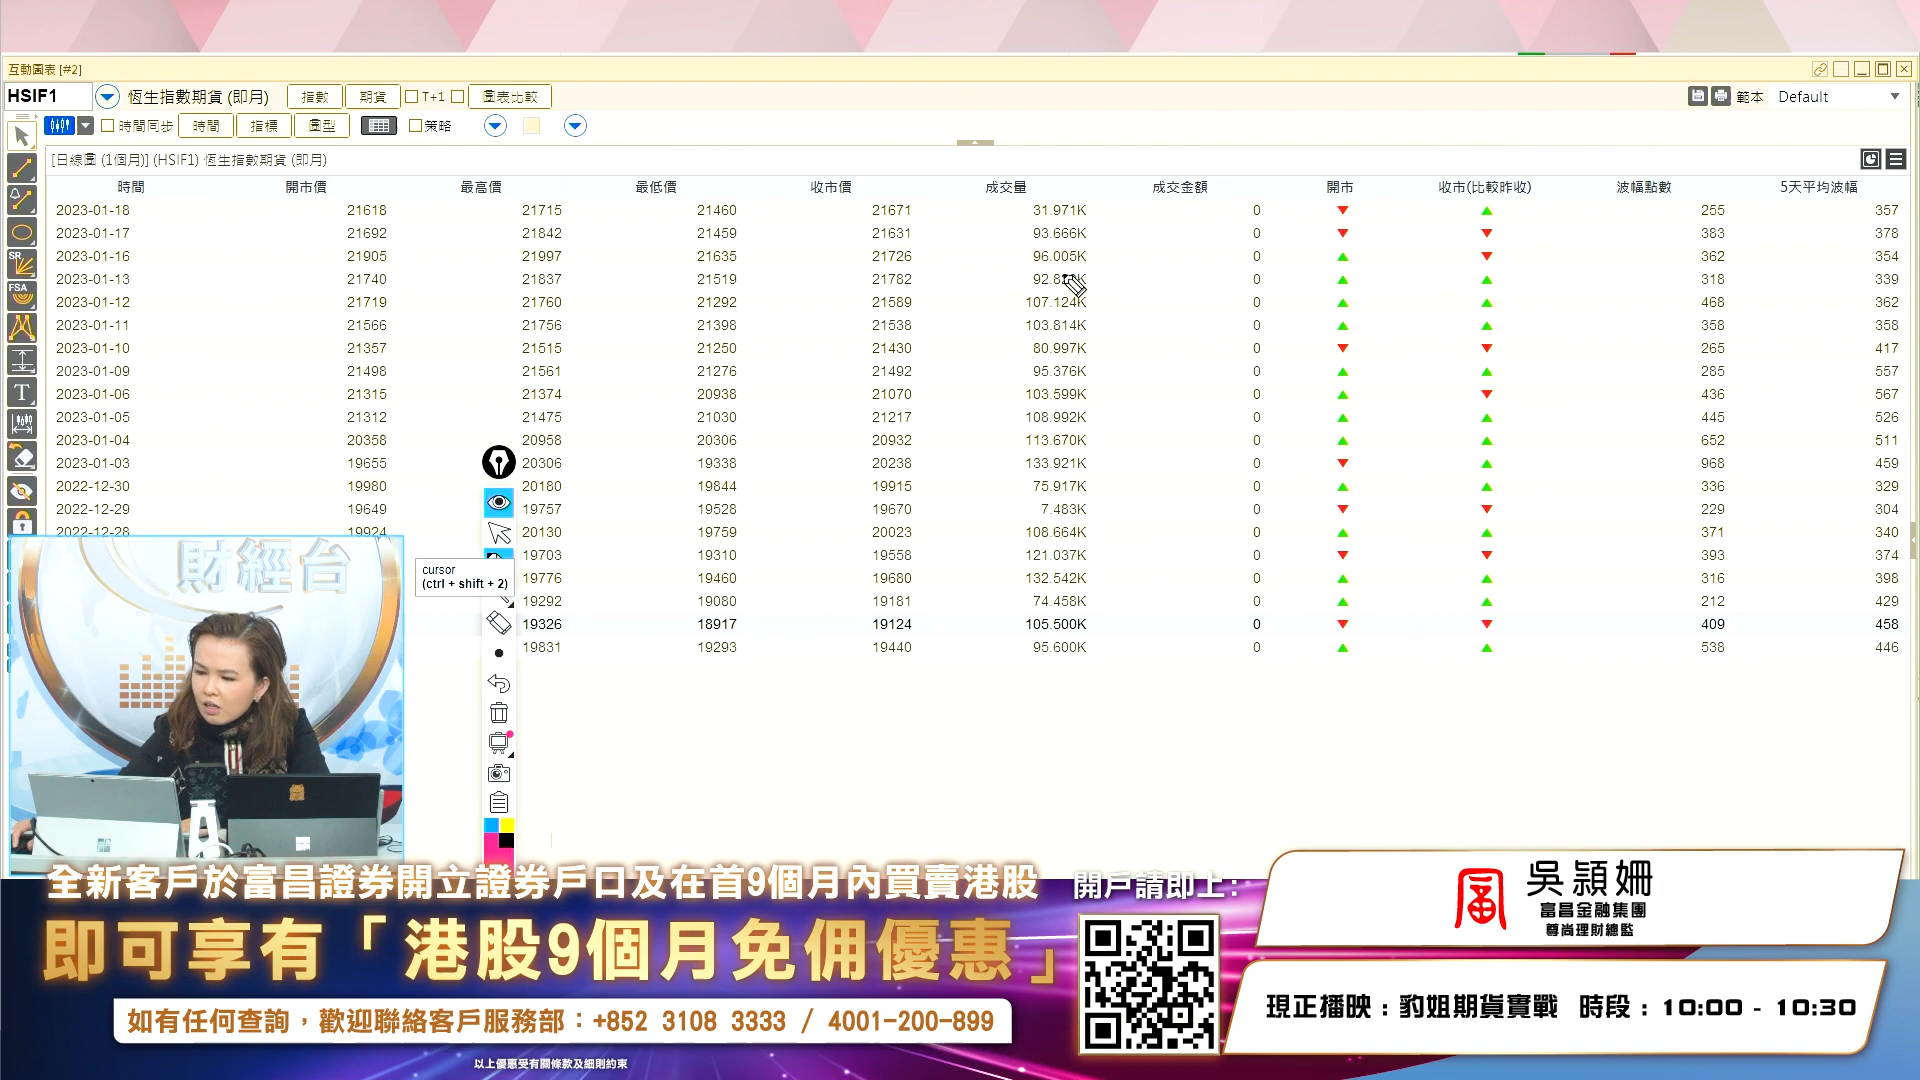 互動圖表 [#2]
HSIF1 恆生指數期貨 (即月) 指數 期貨 T+1 圖表比較 範本 Default
時間同步 時間 指標 圖型 策略
[日線圖 (1個月)] (HSIF1) 恆生指數期貨 (即月)
時間 開市價 最高價 最低價 收市價 成交量 成交金額 開市 收市(比較昨收) 波幅點數 5天平均波幅
2023-01-18 21618 21715 21460 21671 31.971K 0 255 357
2023-01-17 21692 21842 21459 21631 93.666K 0 383 378
2023-01-16 21905 21997 21635 21726 96.005K 0 362 354
2023-01-13 21740 21837 21519 21782 0 318 339
2023-01-12 21719 21760 21292 21589 107.124K 0 468 362
2023-01-11 21566 21756 21398 21538 103.814K 0 358 358
2023-01-10 21357 21515 21250 21430 80.997K 0 265 417
2023-01-09 21498 21561 21276 21492 95.376K 0 285 557
2023-01-06 21315 21374 20938 21070 103.599K 0 436 567
2023-01-05 21312 21475 21030 21217 108.992K 0 445 526
2023-01-04 20358 20958 20306 20932 113.670K 0 652 511
2023-01-03 19655 20306 19338 20238 133.921K 0 968 459
2022-12-30 19980 20180 19844 19915 75.917K 0 336 329
2022-12-29 19649 19757 19528 19670 7.483K 0 229 304
2022-12-28 19924 20130 19759 20023 108.664K 0 371 340
19703 19310 19558 121.037K 0 393 374
19776 19460 19680 132.542K 0 316 398
19292 19080 19181 74.458K 0 212 429
19326 18917 19124 105.500K 0 409 458
19831 19293 19440 95.600K 0 538 446
SR
FSA
T
cursor
(ctrl + shift + 2)
財經台
全新客戶於富昌證券開立證券戶口及在首9個月內買賣港股
即可享有「港股9個月免佣優惠」
如有任何查詢，歡迎聯絡客戶服務部：+852 3108 3333 / 4001-200-899
以上優惠受有關條款及細則約束
開戶請即上：
吳頴姍
富昌金融集團
尊尚理財總監
現正播映：豹姐期貨實戰 時段：10:00 - 10:30